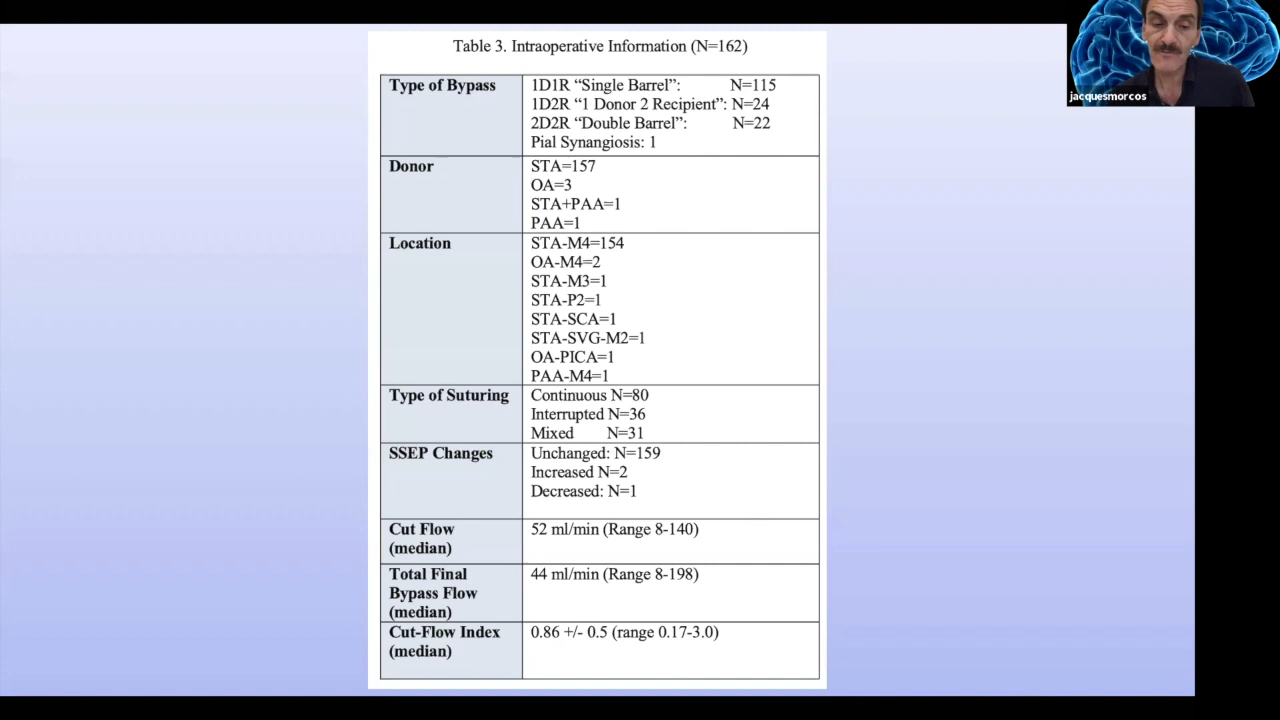 Table 3. Intraoperative Information (N=162)
Type of Bypass
1D1R “Single Barrel”: N=115
1D2R “1 Donor 2 Recipient”: N=24
2D2R “Double Barrel”: N=22
Pial Synangiosis: 1
Donor
STA=157
OA=3
STA+PAA=1
PAA=1
Location
STA-M4=154
OA-M4=2
STA-M3=1
STA-P2=1
STA-SCA=1
STA-SVG-M2=1
OA-PICA=1
PAA-M4=1
Type of Suturing
Continuous N=80
Interrupted N=36
Mixed N=31
SSEP Changes
Unchanged: N=159
Increased N=2
Decreased: N=1
Cut Flow
(median)
52 ml/min (Range 8-140)
Total Final
Bypass Flow
(median)
44 ml/min (Range 8-198)
Cut-Flow Index
(median)
0.86 +/- 0.5 (range 0.17-3.0)
jacquesmorcos